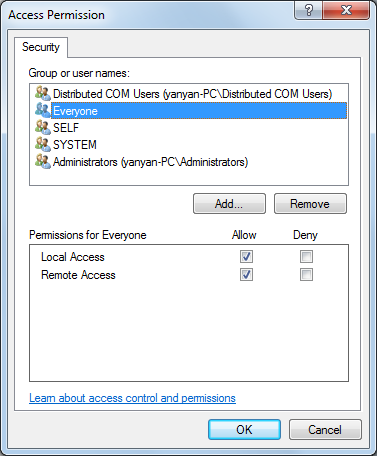 Access Permission
Security
Group or user names:
Distributed COM Users (yanyan-PC\Distributed COM Users)
Everyone
SELF
SYSTEM
Administrators (yanyan-PC\Administrators)
Add... Remove
Permissions for Everyone Allow Deny
Local Access
Remote Access
Learn about access control and permissions
OK Cancel